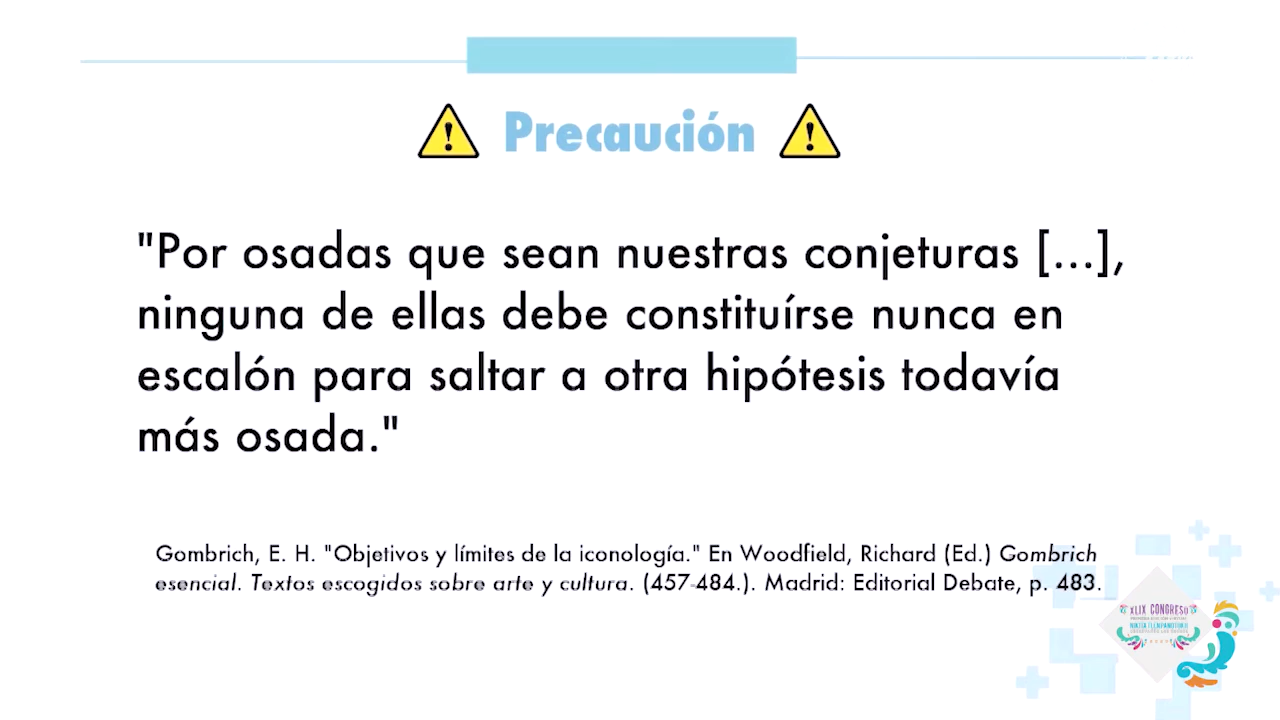 Precaución
"Por osadas que sean nuestras conjeturas [...],
ninguna de ellas debe constituírse nunca en
escalón para saltar a otra hipótesis todavía
más osada."
Gombrich, E. H. "Objetivos y límites de la iconología." En Woodfield, Richard (Ed.) Gombrich
esencial. Textos escogidos sobre arte y cultura. (457-484.). Madrid: Editorial Debate, p. 483.
XLIX CONGRESO